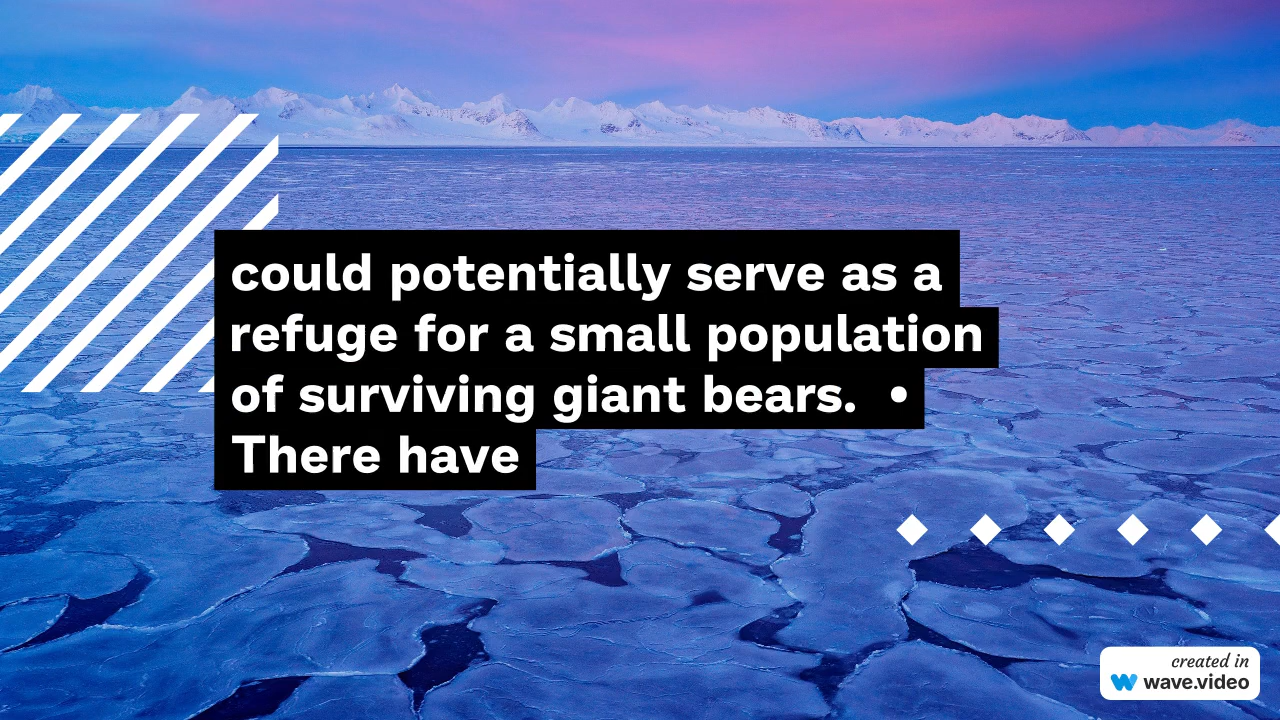 could potentially serve as a
refuge for a small population
of surviving giant bears.  •
There have
created in
wave.video